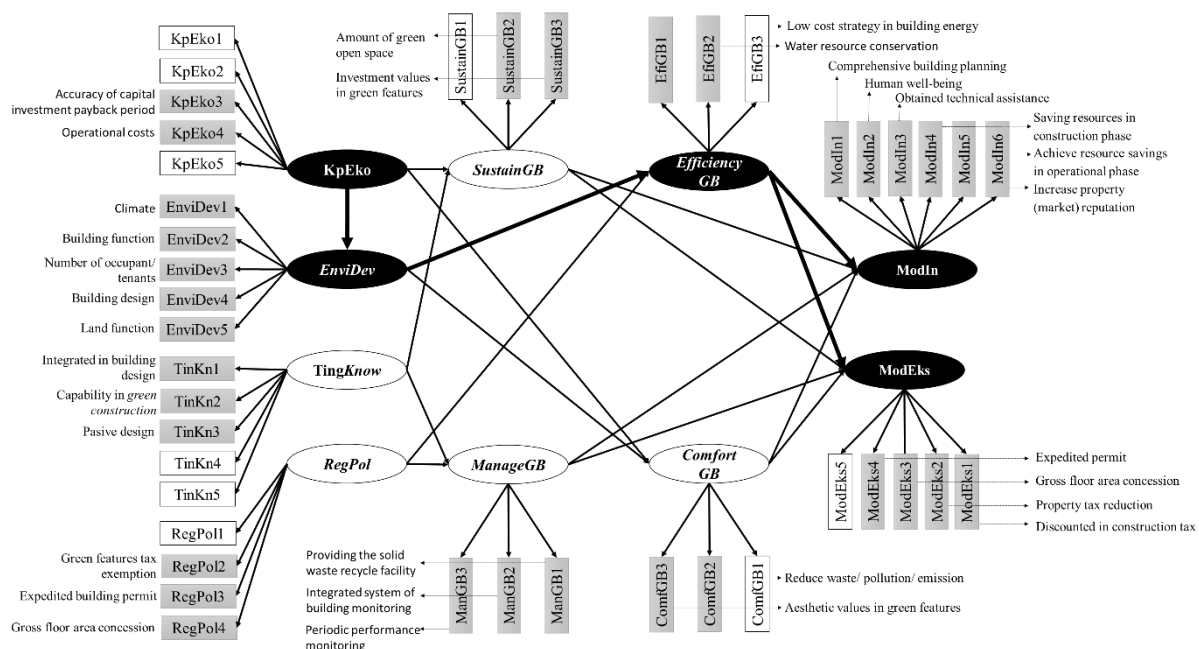 KpEko1
KpEko2
Accuracy of capital
investment payback period
KpEko3
Operational costs
KpEko4
KpEko5
KpEko
Climate
EnviDev1
Building function
EnviDev2
Number of occupant/
tenants
EnviDev3
Building design
EnviDev4
Land function
EnviDev5
EnviDev
Integrated in building
design
TinKn1
Capability in green
construction
TinKn2
Pasive design
TinKn3
TinKn4
TinKn5
TingKnow
RegPol1
Green features tax
exemption
RegPol2
Expedited building permit
RegPol3
Gross floor area concession
RegPol4
RegPol
Amount of green
open space
Investment values
in green features
SustainGB1
SustainGB2
SustainGB3
SustainGB
EfiGB1
EfiGB2
EfiGB3
Low cost strategy in building energy
Water resource conservation
Efficiency
GB
Comprehensive building planning
Human well-being
Obtained technical assistance
Saving resources in
construction phase
Achieve resource savings
in operational phase
Increase property
(market) reputation
ModIn1
ModIn2
ModIn3
ModIn4
ModIn5
ModIn6
ModIn
ModEks
ModEks5
ModEks4
ModEks3
ModEks2
ModEks1
Expedited permit
Gross floor area concession
Property tax reduction
Discounted in construction tax
ManageGB
Providing the solid
waste recycle facility
Integrated system of
building monitoring
Periodic performance
monitoring
ManGB3
ManGB2
ManGB1
Comfort
GB
ComfGB3
ComfGB2
ComfGB1
Reduce waste/ pollution/ emission
Aesthetic values in green features